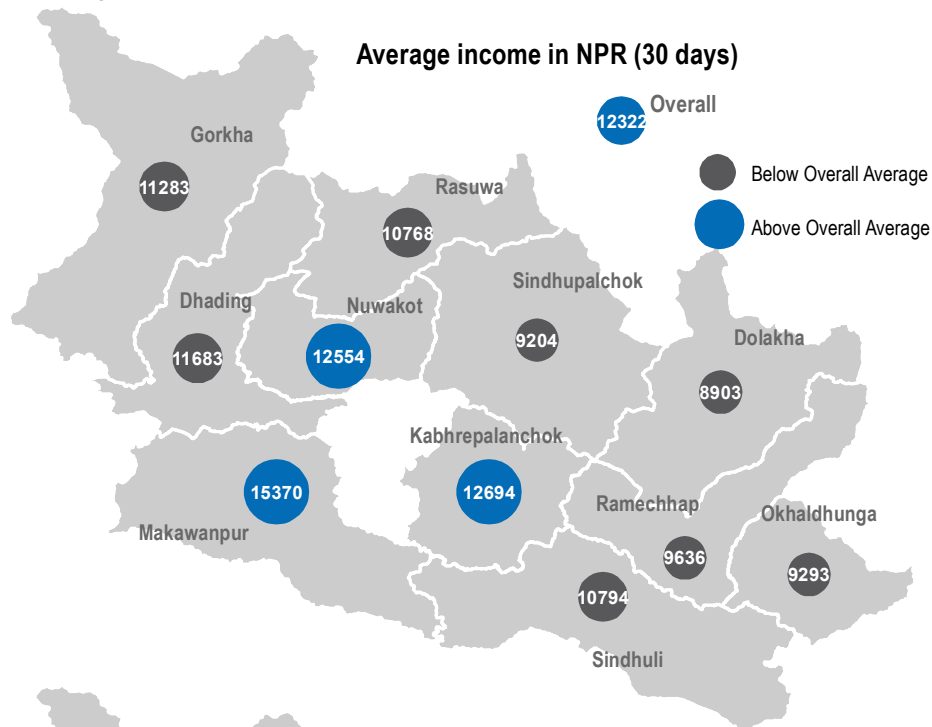 Average income in NPR (30 days)
Overall
12322
Gorkha
11283
Below Overall Average
Rasuwa
10768
Above Overall Average
Sindhupalchok
9204
Dhading
11683
Nuwakot
12554
Dolakha
8903
Kabhrepalanchok
12694
Makawanpur
15370
Ramechhap
9636
Okhaldhunga
9293
10794
Sindhuli